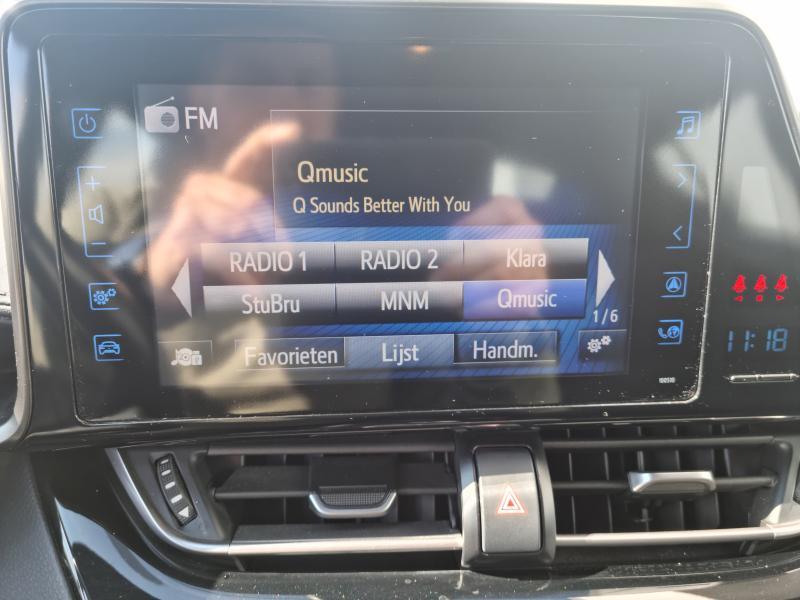 FM
Qmusic
Q Sounds Better With You
RADIO 1 RADIO 2 Klara
StuBru MNM Qmusic
1/6
Favorieten Lijst Handm.
11:18